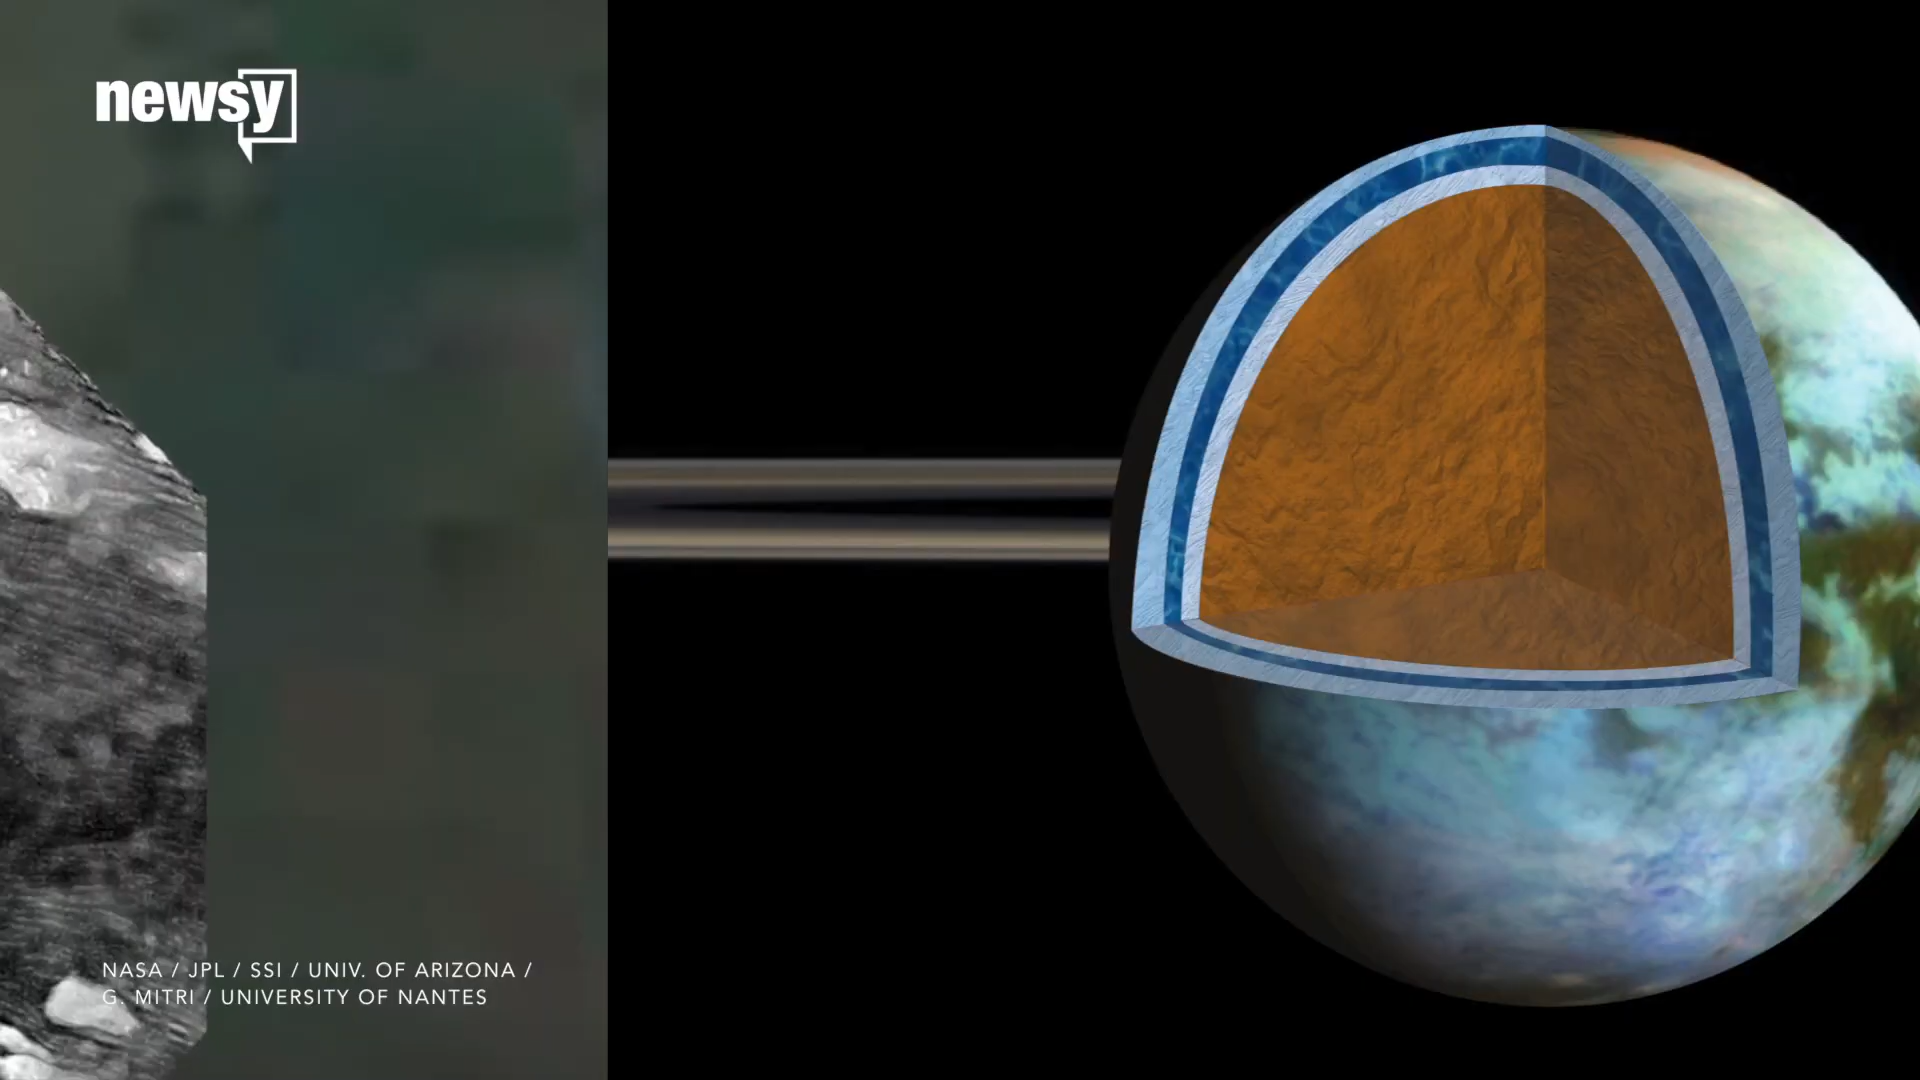 newsy
NASA / JPL / SSI / UNIV. OF ARIZONA /
G. MITRI / UNIVERSITY OF NANTES